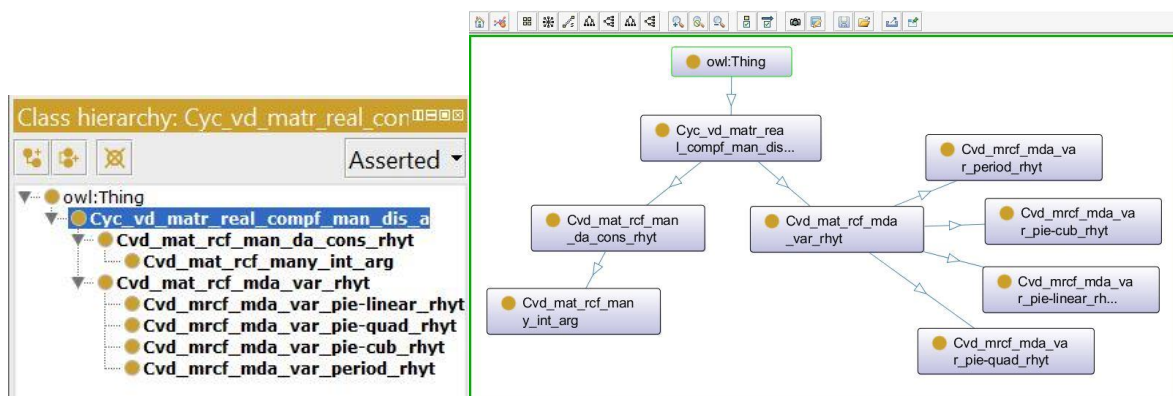 Class hierarchy: Cyc_vd_matr_real_con
Asserted
owl:Thing
Cyc_vd_matr_real_compf_man_dis_a
Cvd_mat_rcf_man_da_cons_rhyt
Cvd_mat_rcf_many_int_arg
Cvd_mat_rcf_mda_var_rhyt
Cvd_mrcf_mda_var_pie-linear_rhyt
Cvd_mrcf_mda_var_pie-quad_rhyt
Cvd_mrcf_mda_var_pie-cub_rhyt
Cvd_mrcf_mda_var_period_rhyt
owl:Thing
Cyc_vd_matr_rea
l_compf_man_dis...
Cvd_mat_rcf_man
_da_cons_rhyt
Cvd_mat_rcf_mda
_var_rhyt
Cvd_mat_rcf_man
y_int_arg
Cvd_mrcf_mda_va
r_period_rhyt
Cvd_mrcf_mda_va
r_pie-cub_rhyt
Cvd_mrcf_mda_va
r_pie-linear_rh...
Cvd_mrcf_mda_va
r_pie-quad_rhyt